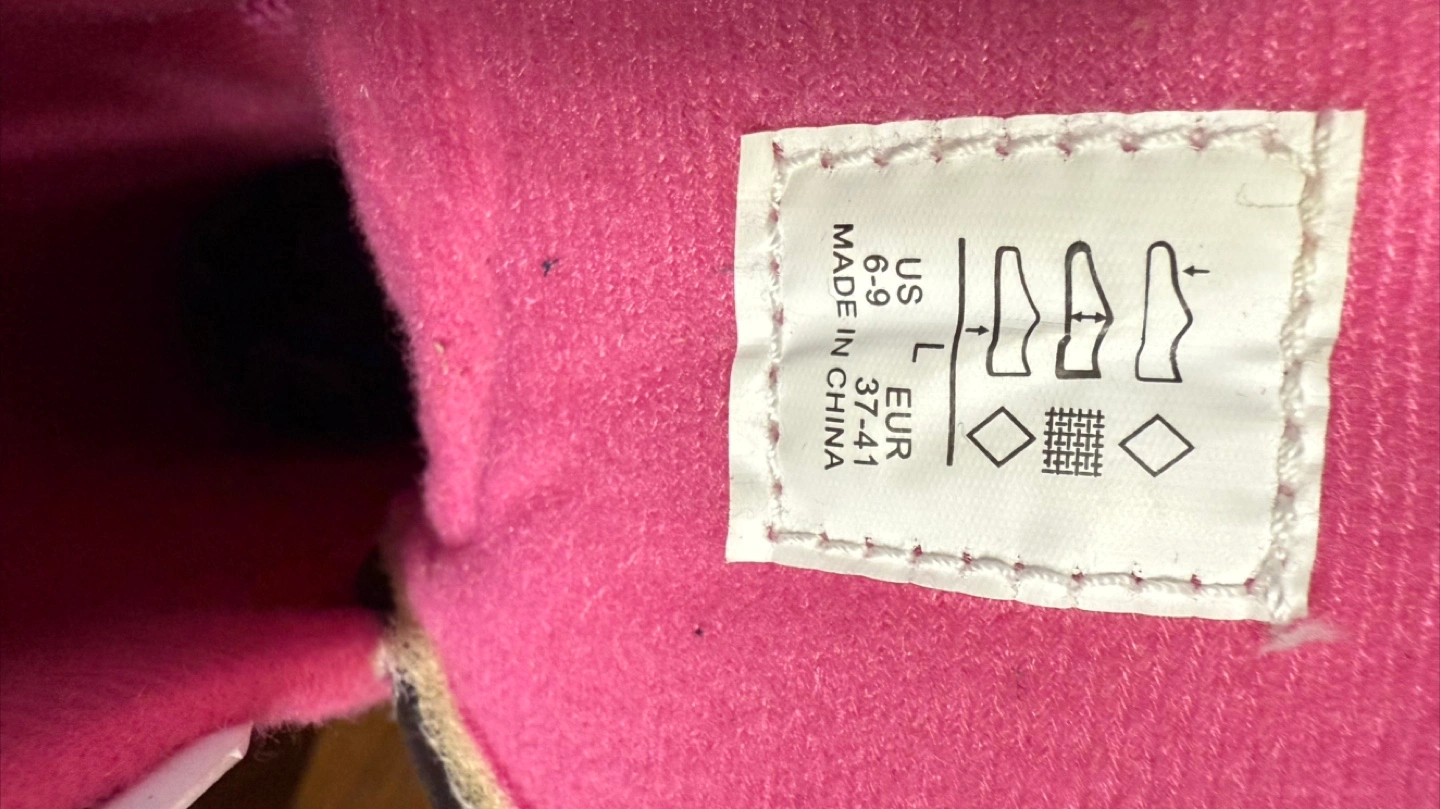 L
US EUR
6-9 37-41
MADE IN CHINA